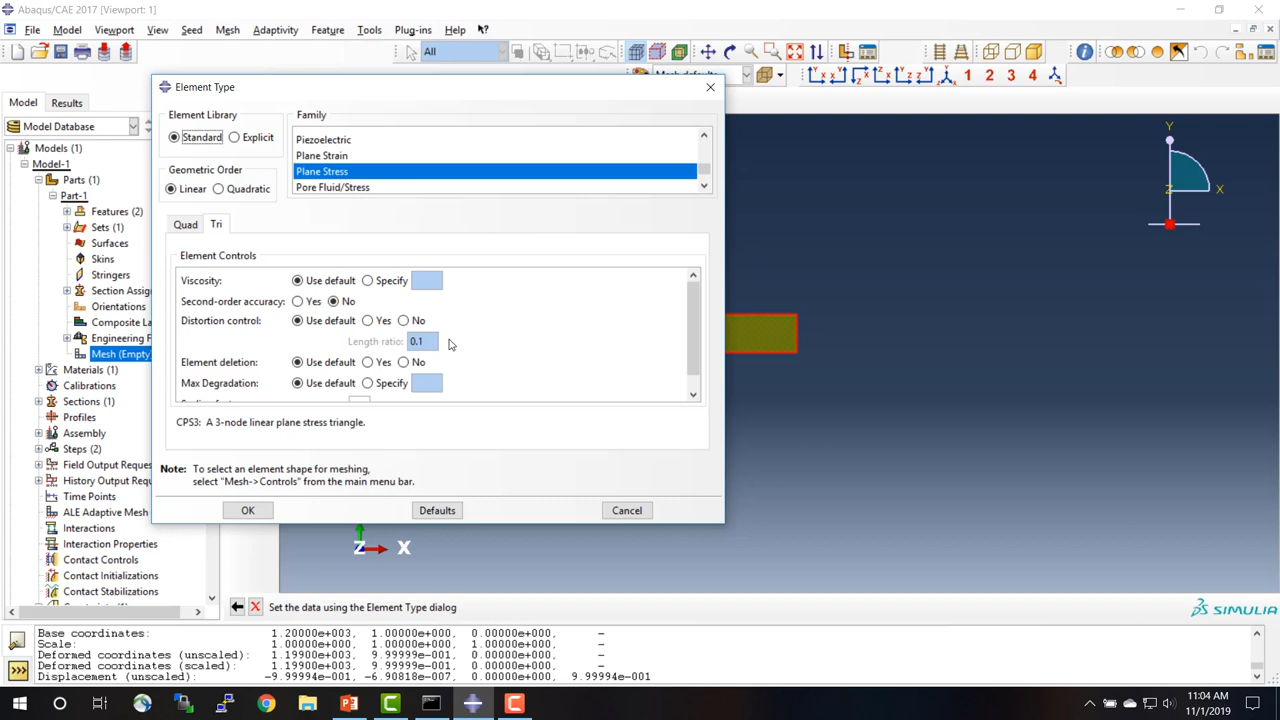 Abaqus/CAE 2017 [Viewport: 1]
File Model Viewport View Seed Mesh Adaptivity Feature Tools Plug-ins Help
All
Mesh defaults
1 2 3 4
Element Type
Model Results
Model Database
Models (1)
Model-1
Parts (1)
Part-1
Features (2)
Sets (1)
Surfaces
Skins
Stringers
Section Assig
Orientations
Composite La
Engineering F
Mesh (Empty
Materials (1)
Calibrations
Sections (1)
Profiles
Assembly
Steps (2)
Field Output Reque
History Output Req
Time Points
ALE Adaptive Mesh
Interactions
Interaction Properties
Contact Controls
Contact Initializations
Contact Stabilizations
Element Library
Standard Explicit
Geometric Order
Linear Quadratic
Family
Piezoelectric
Plane Strain
Plane Stress
Pore Fluid/Stress
Quad Tri
Element Controls
Viscosity: Use default Specify
Second-order accuracy: Yes No
Distortion control: Use default Yes No
Length ratio: 0.1
Element deletion: Use default Yes No
Max Degradation: Use default Specify
CPS3: A 3-node linear plane stress triangle.
Note: To select an element shape for meshing,
select "Mesh->Controls" from the main menu bar.
OK Defaults Cancel
Y
Z X
Z X
Set the data using the Element Type dialog
SIMULIA
Base coordinates: 1.20000e+003, 1.00000e+000, 0.00000e+000, -
Scale: 1.00000e+000, 1.00000e+000, 1.00000e+000, -
Deformed coordinates (unscaled): 1.19900e+003, 9.99999e-001, 0.00000e+000, -
Deformed coordinates (scaled): 1.19900e+003, 9.99999e-001, 0.00000e+000, -
Displacement (unscaled): -9.99994e-001, -6.90818e-007, 0.00000e+000, 9.99994e-001
11:04 AM
11/1/2019